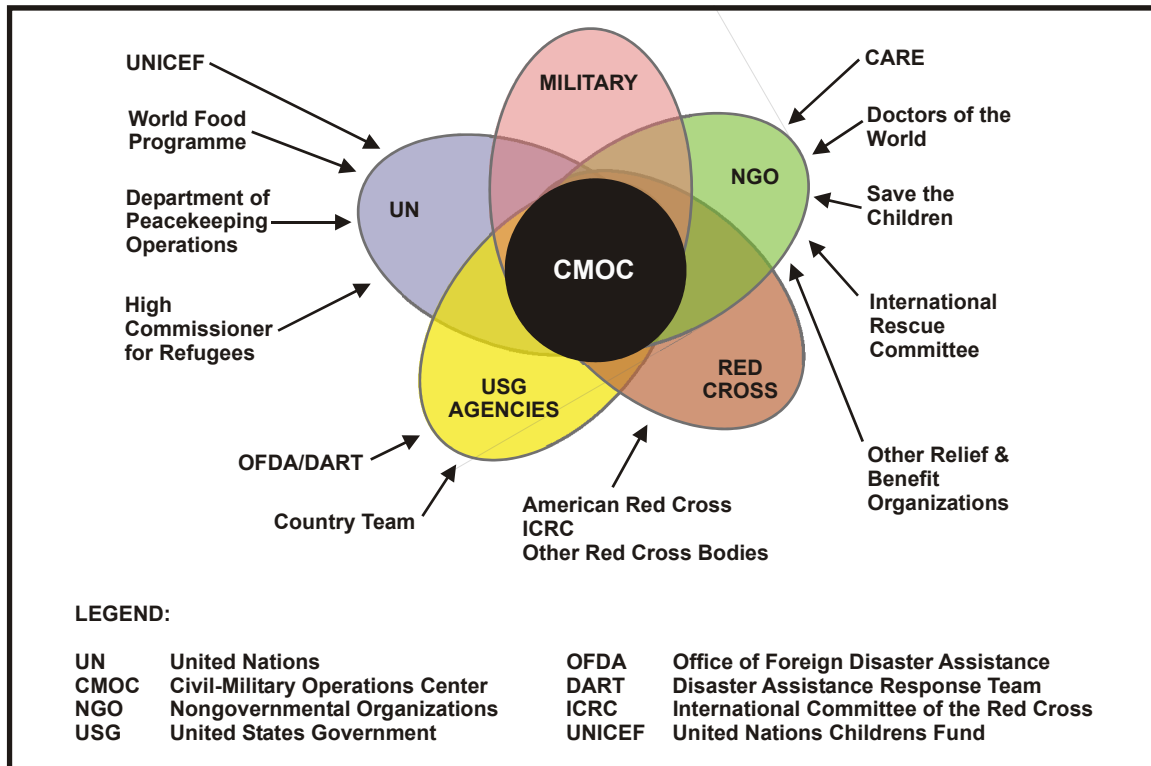 UNICEF
World Food
Programme
Department of
Peacekeeping
Operations
High
Commissioner
for Refugees
MILITARY
UN
NGO
CMOC
USG
AGENCIES
RED
CROSS
CARE
Doctors of the
World
Save the
Children
International
Rescue
Committee
Other Relief &
Benefit
Organizations
OFDA/DART
Country Team
American Red Cross
ICRC
Other Red Cross Bodies
LEGEND:
UN United Nations
CMOC Civil-Military Operations Center
NGO Nongovernmental Organizations
USG United States Government
OFDA Office of Foreign Disaster Assistance
DART Disaster Assistance Response Team
ICRC International Committee of the Red Cross
UNICEF United Nations Childrens Fund